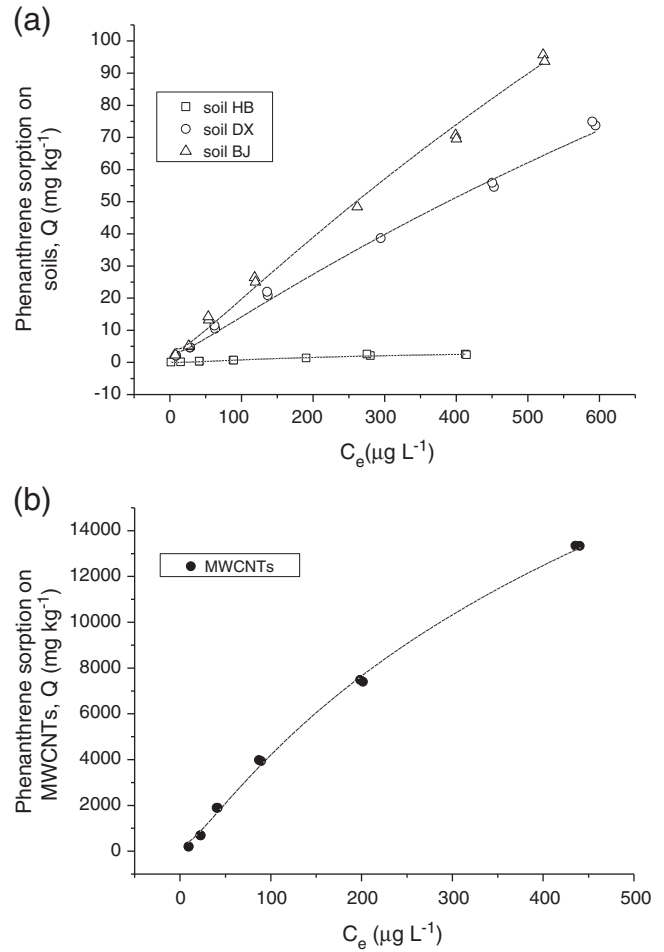 (a)
100
90
80
70
60
50
40
30
20
10
0
-10
Phenanthrene sorption on
soils, Q (mg kg⁻¹)
soil HB
soil DX
soil BJ
0 100 200 300 400 500 600
Cₑ(μg L⁻¹)
(b)
14000
12000
10000
8000
6000
4000
2000
0
Phenanthrene sorption on
MWCNTs, Q (mg kg⁻¹)
MWCNTs
0 100 200 300 400 500
Cₑ (μg L⁻¹)